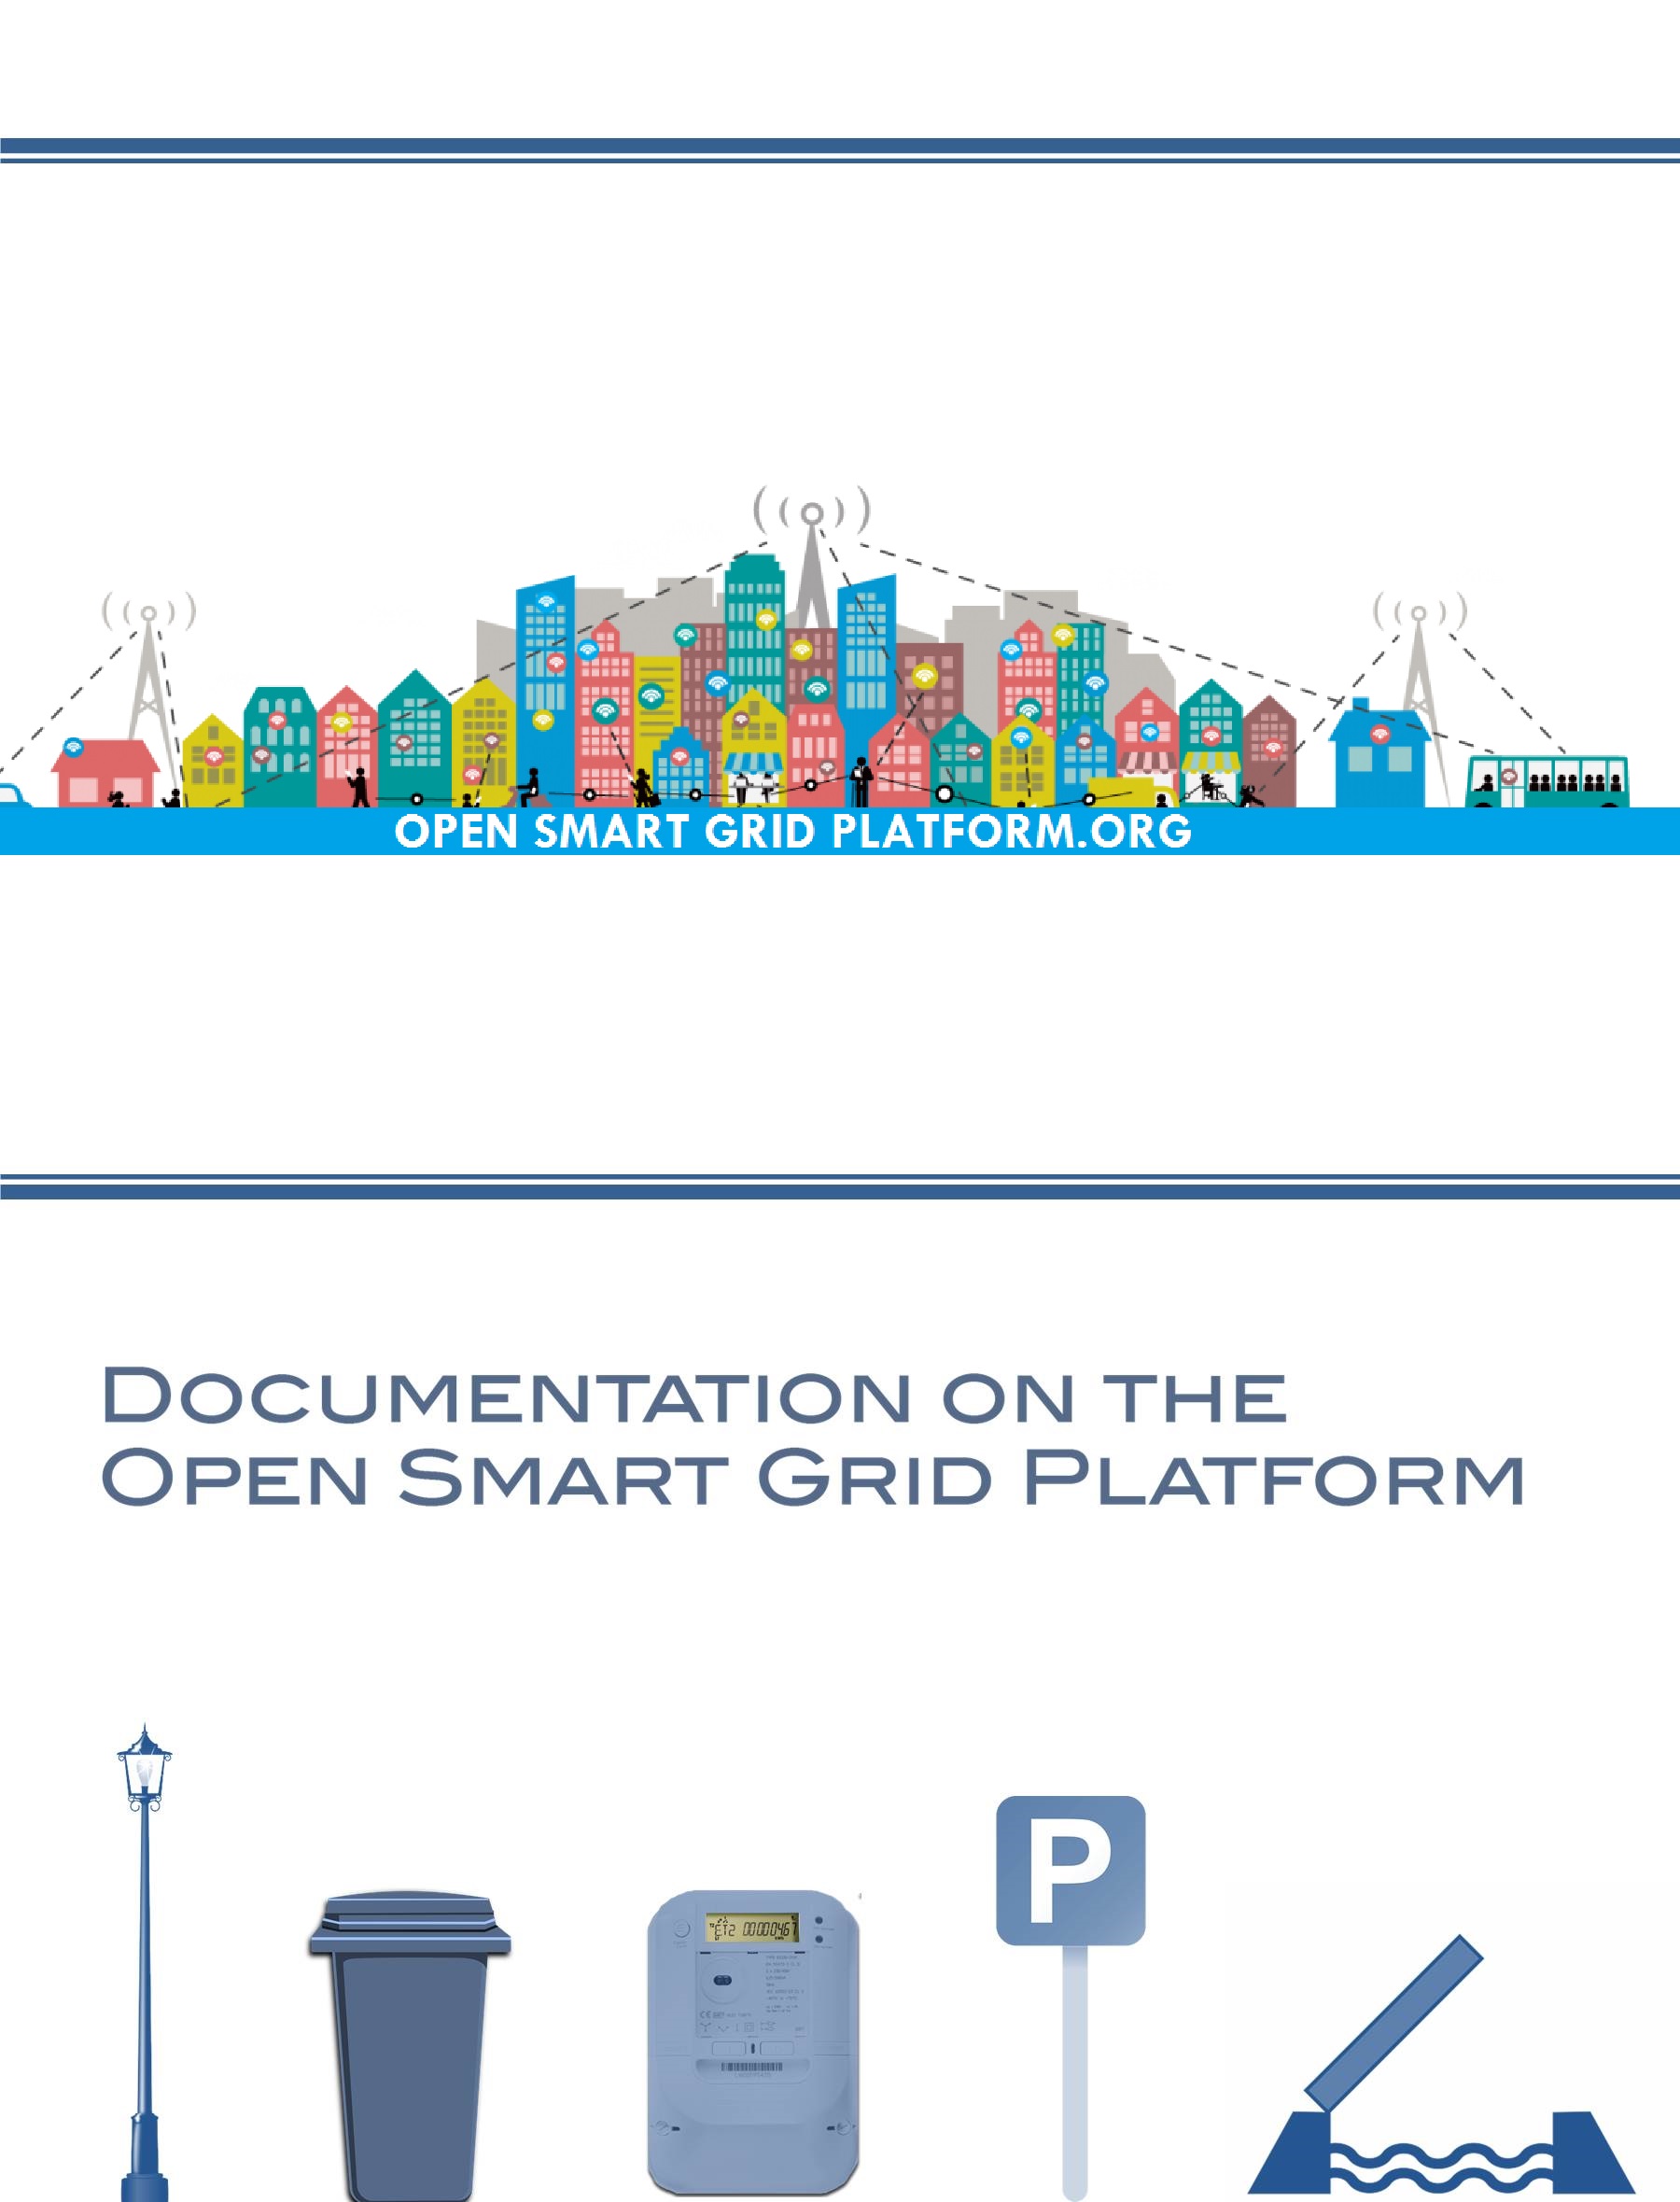 OPEN SMART GRID PLATFORM.ORG
DOCUMENTATION ON THE
OPEN SMART GRID PLATFORM
P